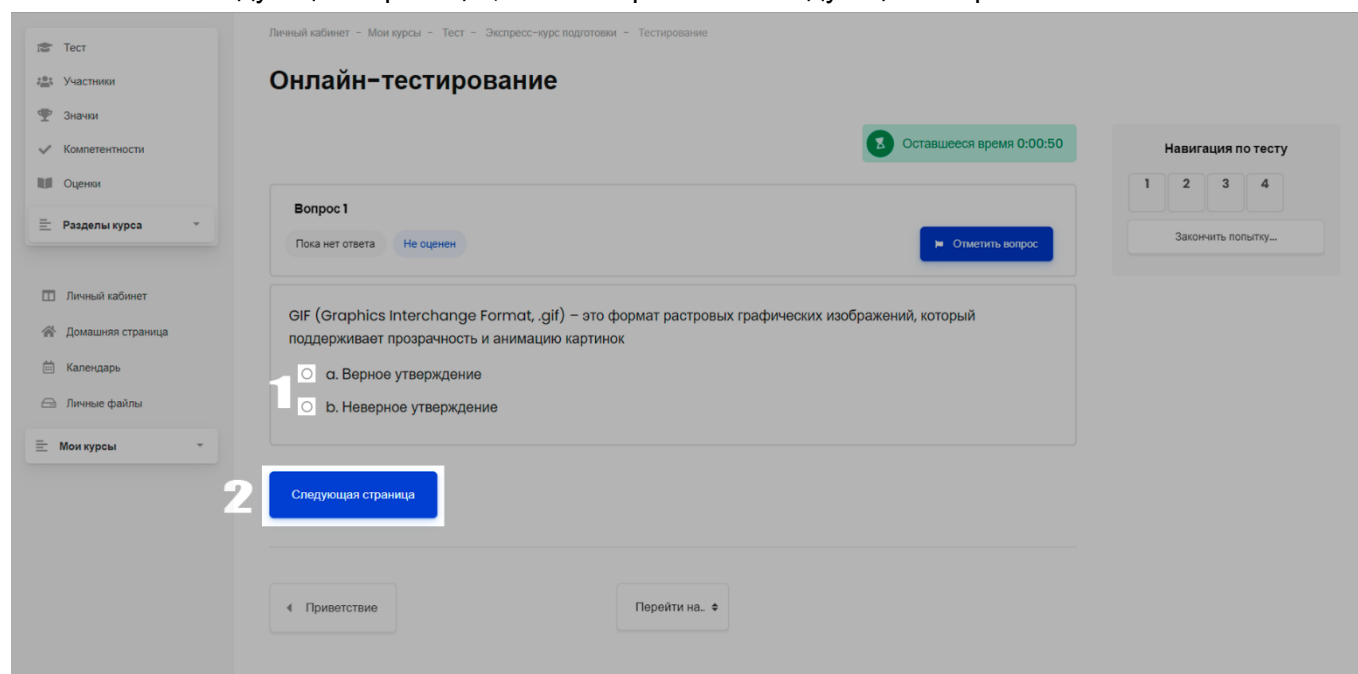 Тест
Участники
Значки
Компетентности
Оценки
Разделы курса
Личный кабинет
Домашняя страница
Календарь
Личные файлы
Мои курсы
Личный кабинет - Мои курсы - Тест - Экспресс-курс подготовки - Тестирование
Онлайн-тестирование
Оставшееся время 0:00:50
Вопрос 1
Пока нет ответа Не оценен
Отметить вопрос
GIF (Graphics Interchange Format, .gif) – это формат растровых графических изображений, который
поддерживает прозрачность и анимацию картинок
1
a. Верное утверждение
b. Неверное утверждение
2 Следующая страница
Приветствие
Перейти на...
Навигация по тесту
1 2 3 4
Закончить попытку...